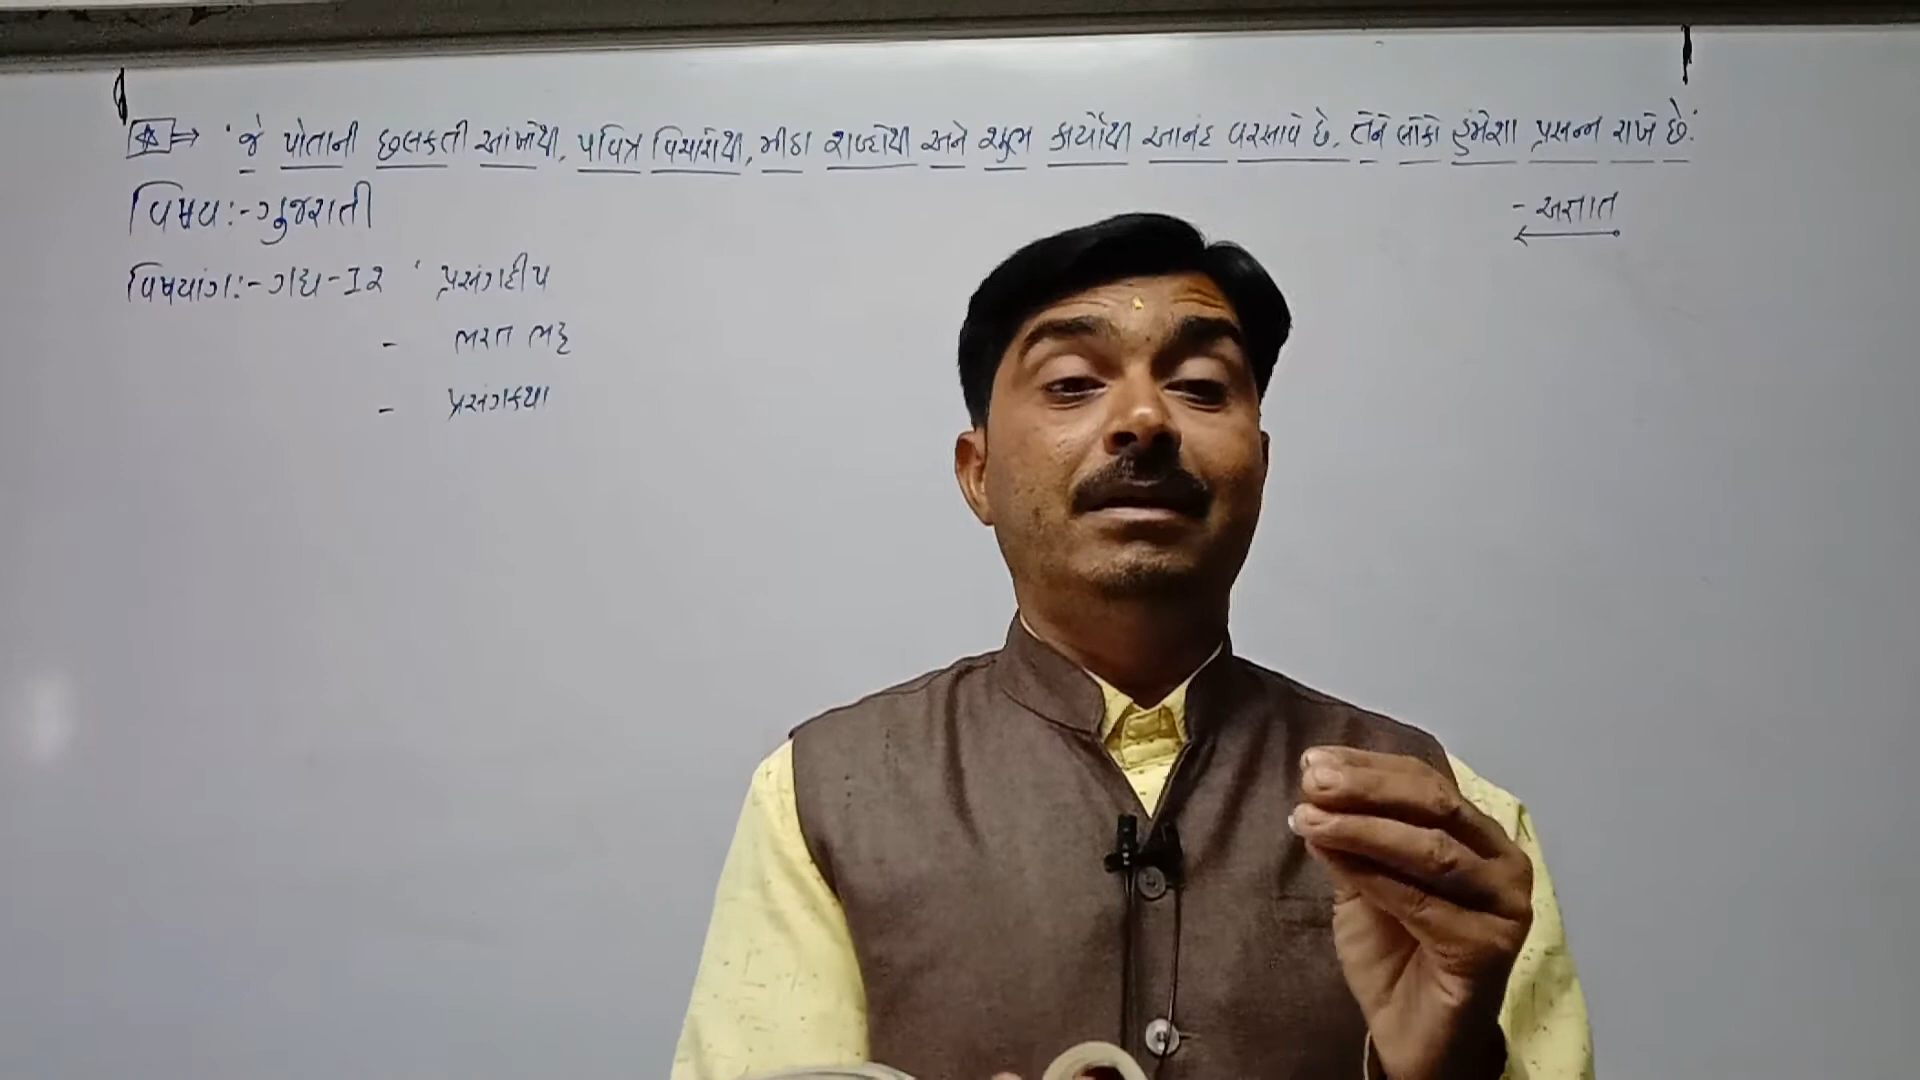 'જે પોતાની છલકતી આંખોથી, પવિત્ર વિચારોથી, મીઠા શબ્દોથી અને શુભ કાર્યોથી આનંદ વરસાવે છે, તેને લોકો હંમેશા પ્રસન્ન રાખે છે.'
- અજ્ઞાત
વિષય:- ગુજરાતી
વિષયાંગ:- ગદ્ય-12 ' પ્રસંગદીપ
- ભરત ભટ્ટ
- પ્રસંગકથા